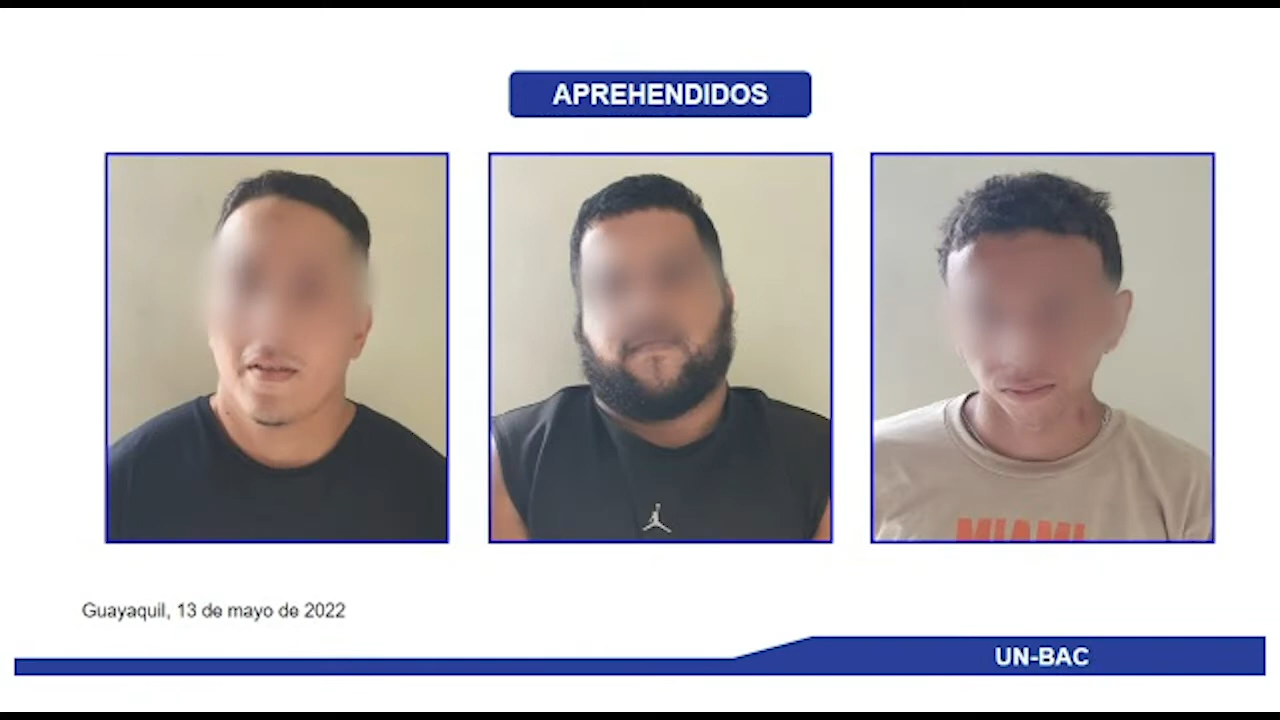 APREHENDIDOS
MIAMI
Guayaquil, 13 de mayo de 2022
UN-BAC